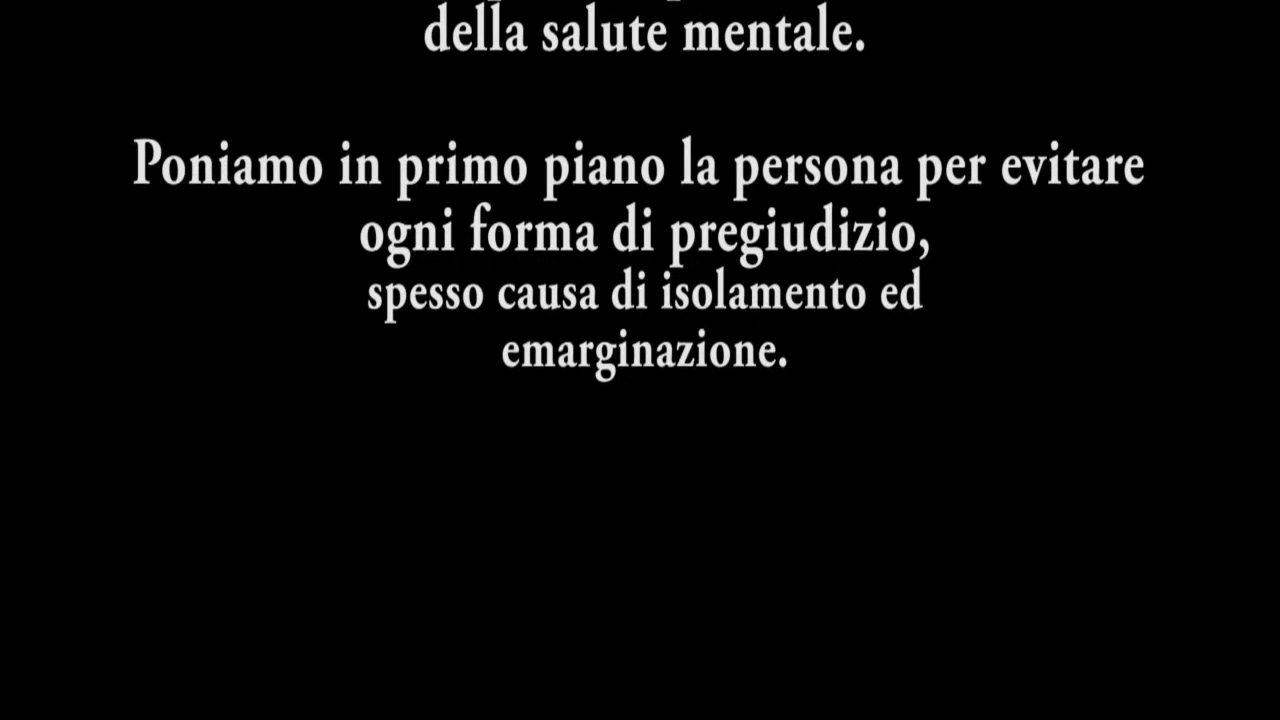 della salute mentale.
Poniamo in primo piano la persona per evitare
ogni forma di pregiudizio,
spesso causa di isolamento ed
emarginazione.